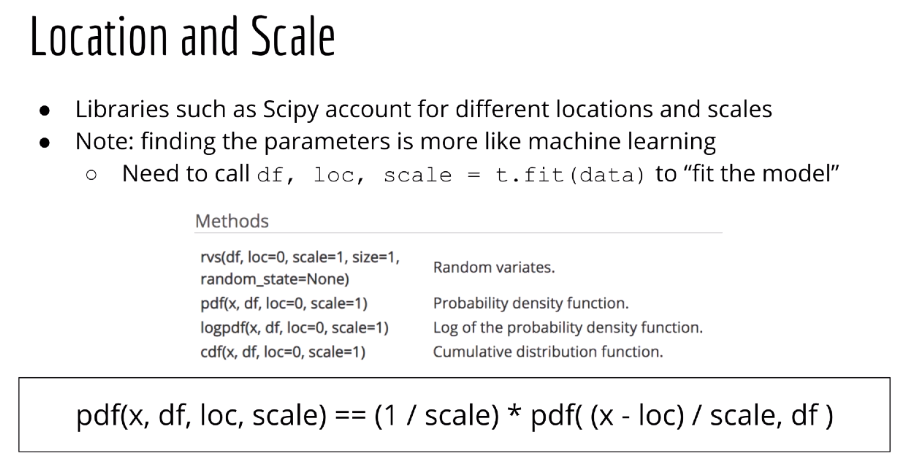 Location and Scale
● Libraries such as Scipy account for different locations and scales
● Note: finding the parameters is more like machine learning
○ Need to call df, loc, scale = t.fit(data) to “fit the model”
Methods
rvs(df, loc=0, scale=1, size=1,
random_state=None)
Random variates.
pdf(x, df, loc=0, scale=1) Probability density function.
logpdf(x, df, loc=0, scale=1) Log of the probability density function.
cdf(x, df, loc=0, scale=1) Cumulative distribution function.
pdf(x, df, loc, scale) == (1 / scale) * pdf( (x - loc) / scale, df )